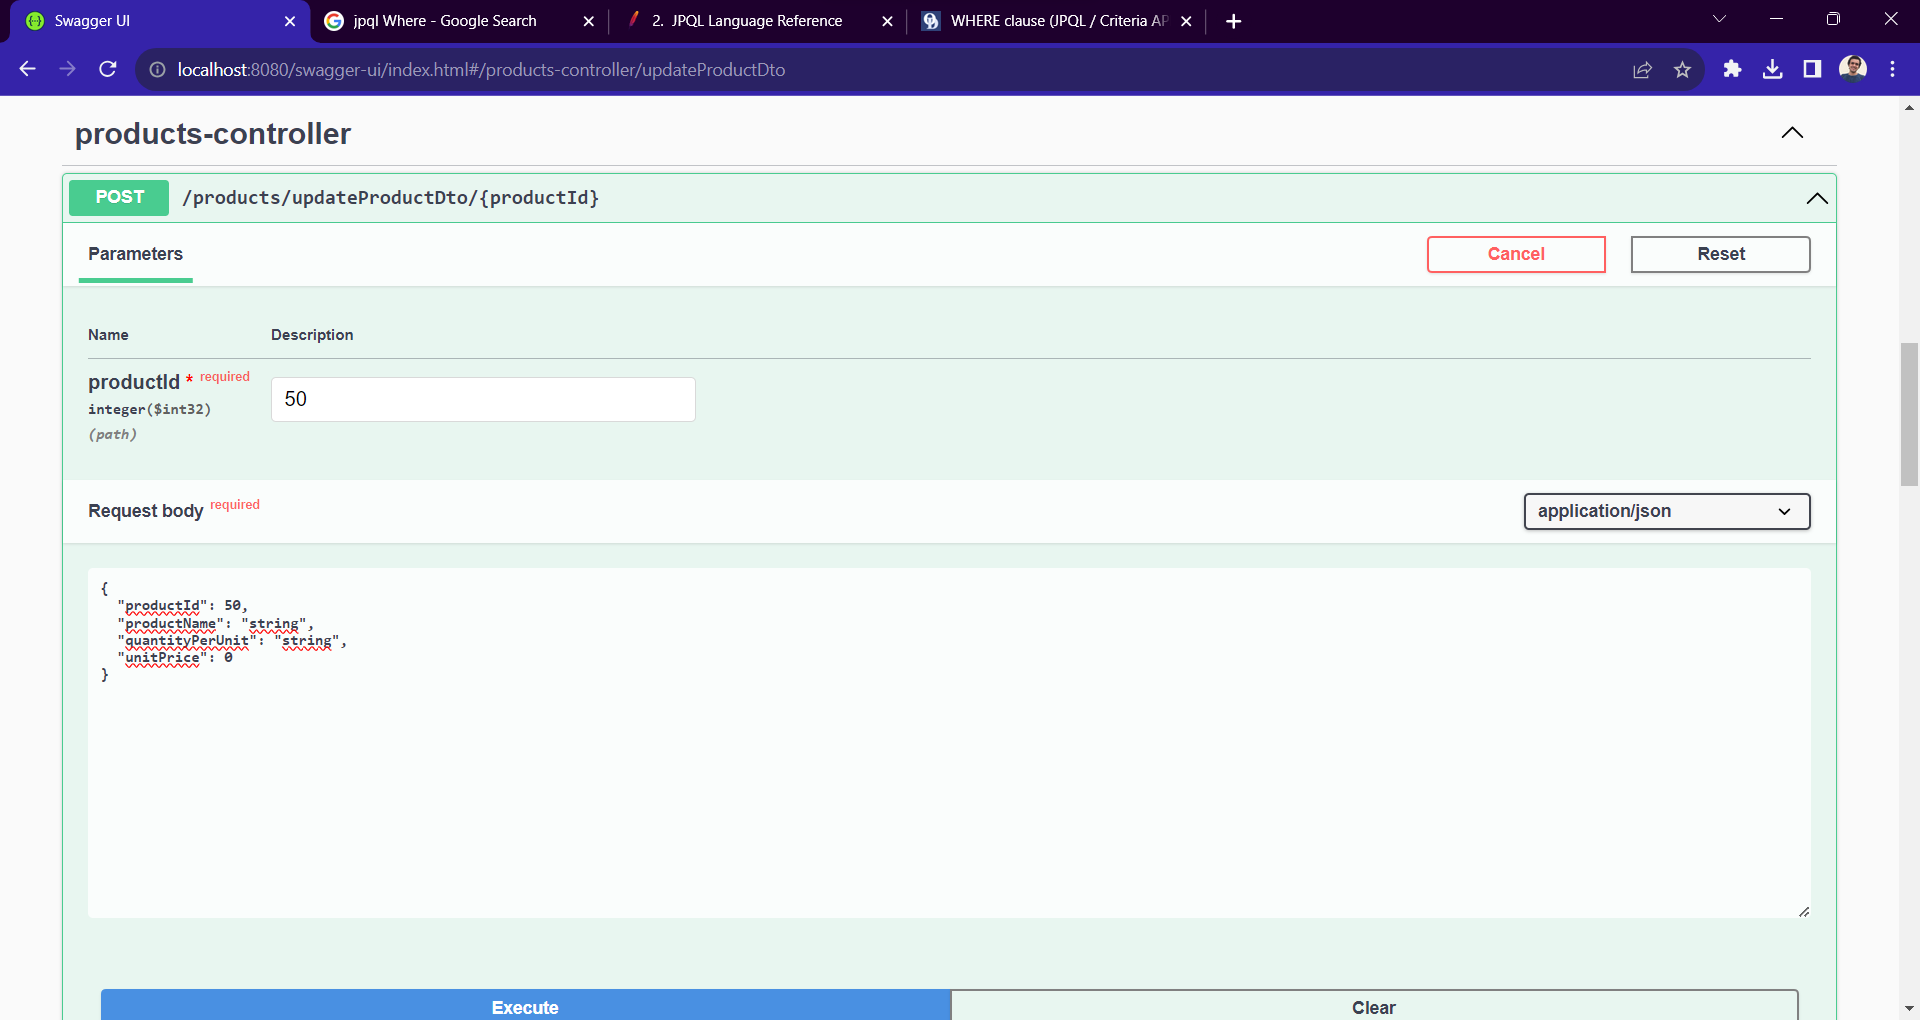 Swagger UI
jpql Where - Google Search
2. JPQL Language Reference
WHERE clause (JPQL / Criteria AP
localhost:8080/swagger-ui/index.html#/products-controller/updateProductDto
products-controller
POST /products/updateProductDto/{productId}
Parameters
Cancel
Reset
Name Description
productId * required
integer($int32)
(path)
50
Request body required
application/json
{
"productId": 50,
"productName": "string",
"quantityPerUnit": "string",
"unitPrice": 0
}
Execute
Clear